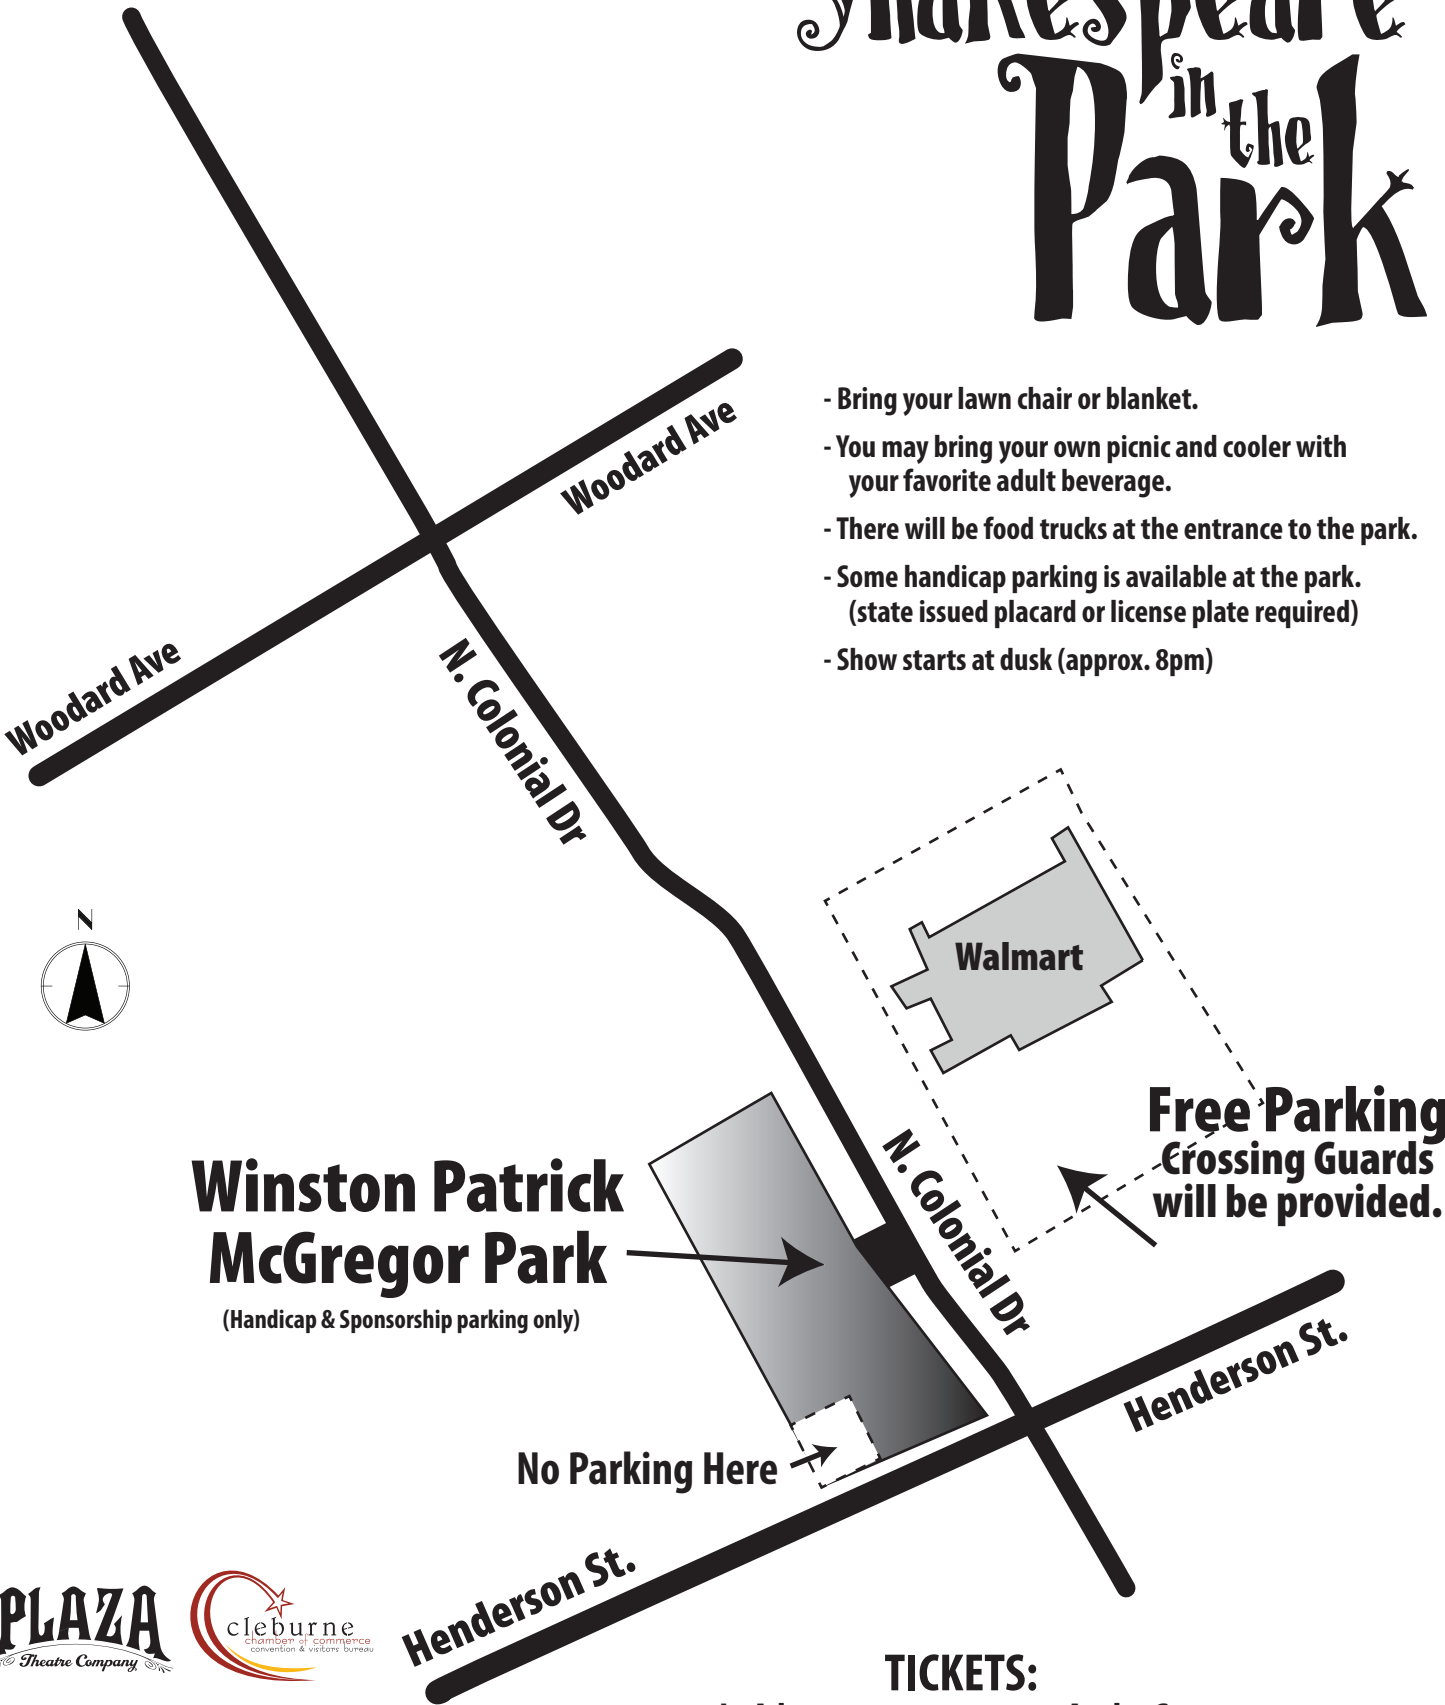 Shakespeare
in the
Park
- Bring your lawn chair or blanket.
- You may bring your own picnic and cooler with
your favorite adult beverage.
- There will be food trucks at the entrance to the park.
- Some handicap parking is available at the park.
(state issued placard or license plate required)
- Show starts at dusk (approx. 8pm)
Woodard Ave
Woodard Ave
N. Colonial Dr
N
Walmart
Free Parking
Crossing Guards
will be provided.
N. Colonial Dr
Winston Patrick
McGregor Park
(Handicap & Sponsorship parking only)
Henderson St.
No Parking Here
Henderson St.
PLAZA
Theatre Company
cleburne
chamber of commerce
convention & visitors bureau
TICKETS: